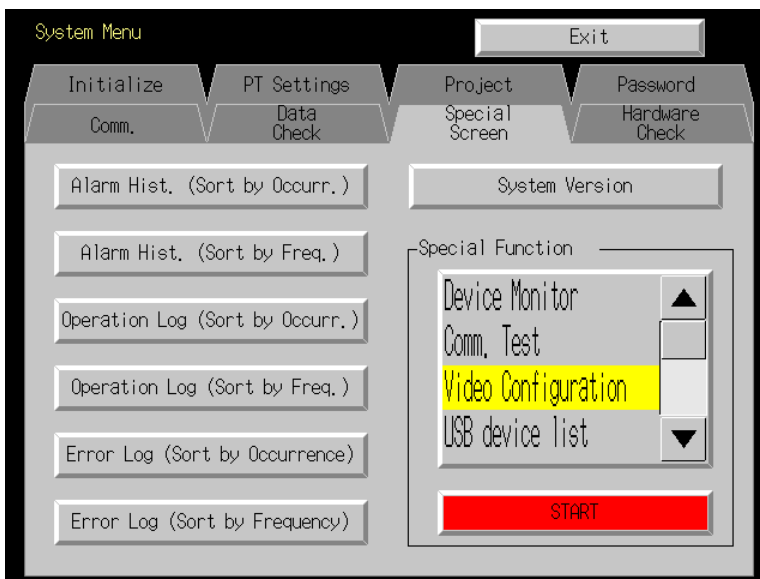 System Menu
Exit
Initialize
PT Settings
Project
Password
Comm.
Data
Check
Special
Screen
Hardware
Check
Alarm Hist. (Sort by Occurr.)
System Version
Alarm Hist. (Sort by Freq.)
Special Function
Device Monitor
Operation Log (Sort by Occurr.)
Comm. Test
Operation Log (Sort by Freq.)
Video Configuration
USB device list
Error Log (Sort by Occurrence)
Error Log (Sort by Frequency)
START